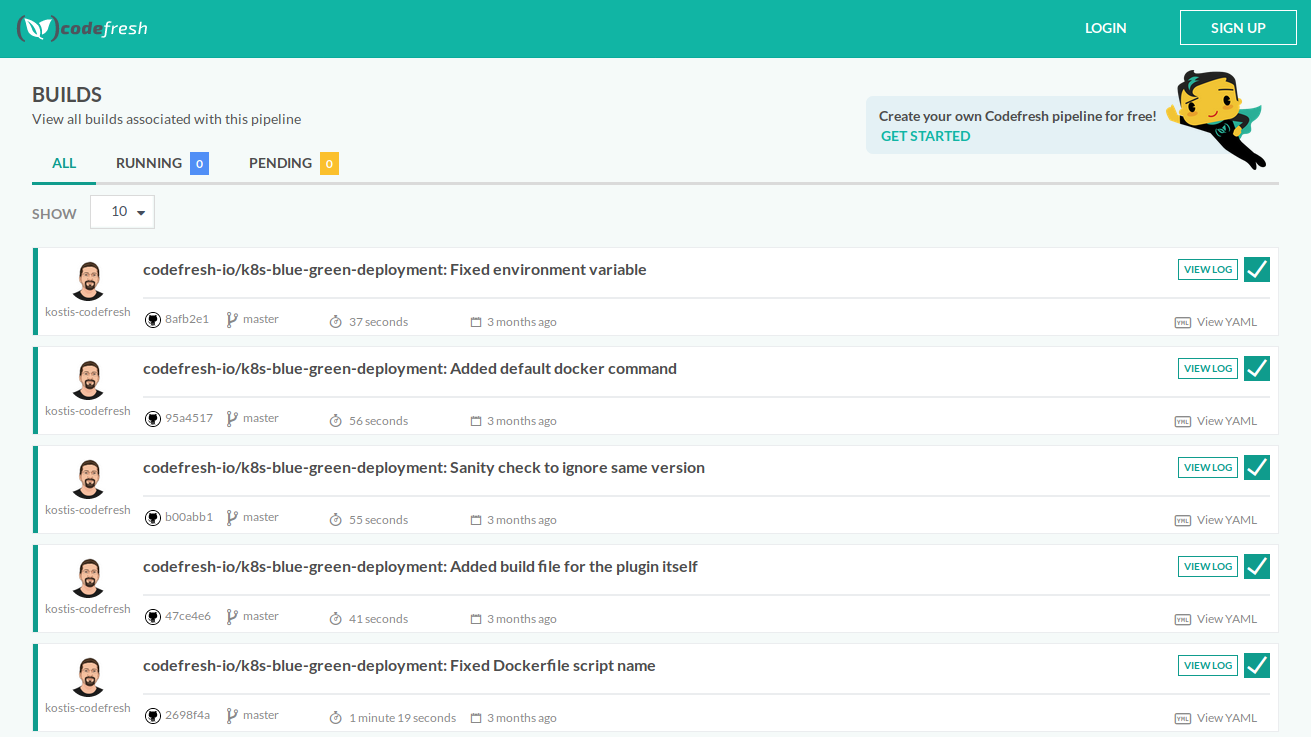 codefresh
LOGIN
SIGN UP
BUILDS
View all builds associated with this pipeline
Create your own Codefresh pipeline for free!
GET STARTED
ALL
RUNNING 0
PENDING 0
SHOW 10
codefresh-io/k8s-blue-green-deployment: Fixed environment variable
VIEW LOG
kostis-codefresh
8afb2e1 master 37 seconds 3 months ago YML View YAML
codefresh-io/k8s-blue-green-deployment: Added default docker command
VIEW LOG
kostis-codefresh
95a4517 master 56 seconds 3 months ago YML View YAML
codefresh-io/k8s-blue-green-deployment: Sanity check to ignore same version
VIEW LOG
kostis-codefresh
b00abb1 master 55 seconds 3 months ago YML View YAML
codefresh-io/k8s-blue-green-deployment: Added build file for the plugin itself
VIEW LOG
kostis-codefresh
47ce4e6 master 41 seconds 3 months ago YML View YAML
codefresh-io/k8s-blue-green-deployment: Fixed Dockerfile script name
VIEW LOG
kostis-codefresh
2698f4a master 1 minute 19 seconds 3 months ago YML View YAML